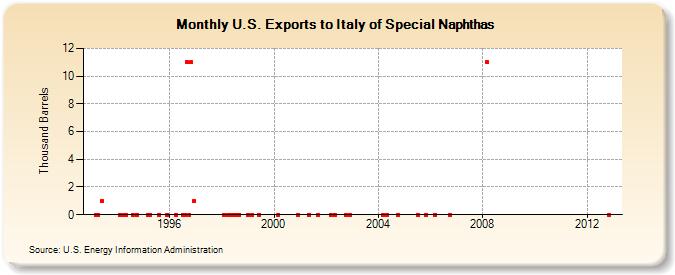 Monthly U.S. Exports to Italy of Special Naphthas
Thousand Barrels
12
10
8
6
4
2
0
1996 2000 2004 2008 2012
Source: U.S. Energy Information Administration